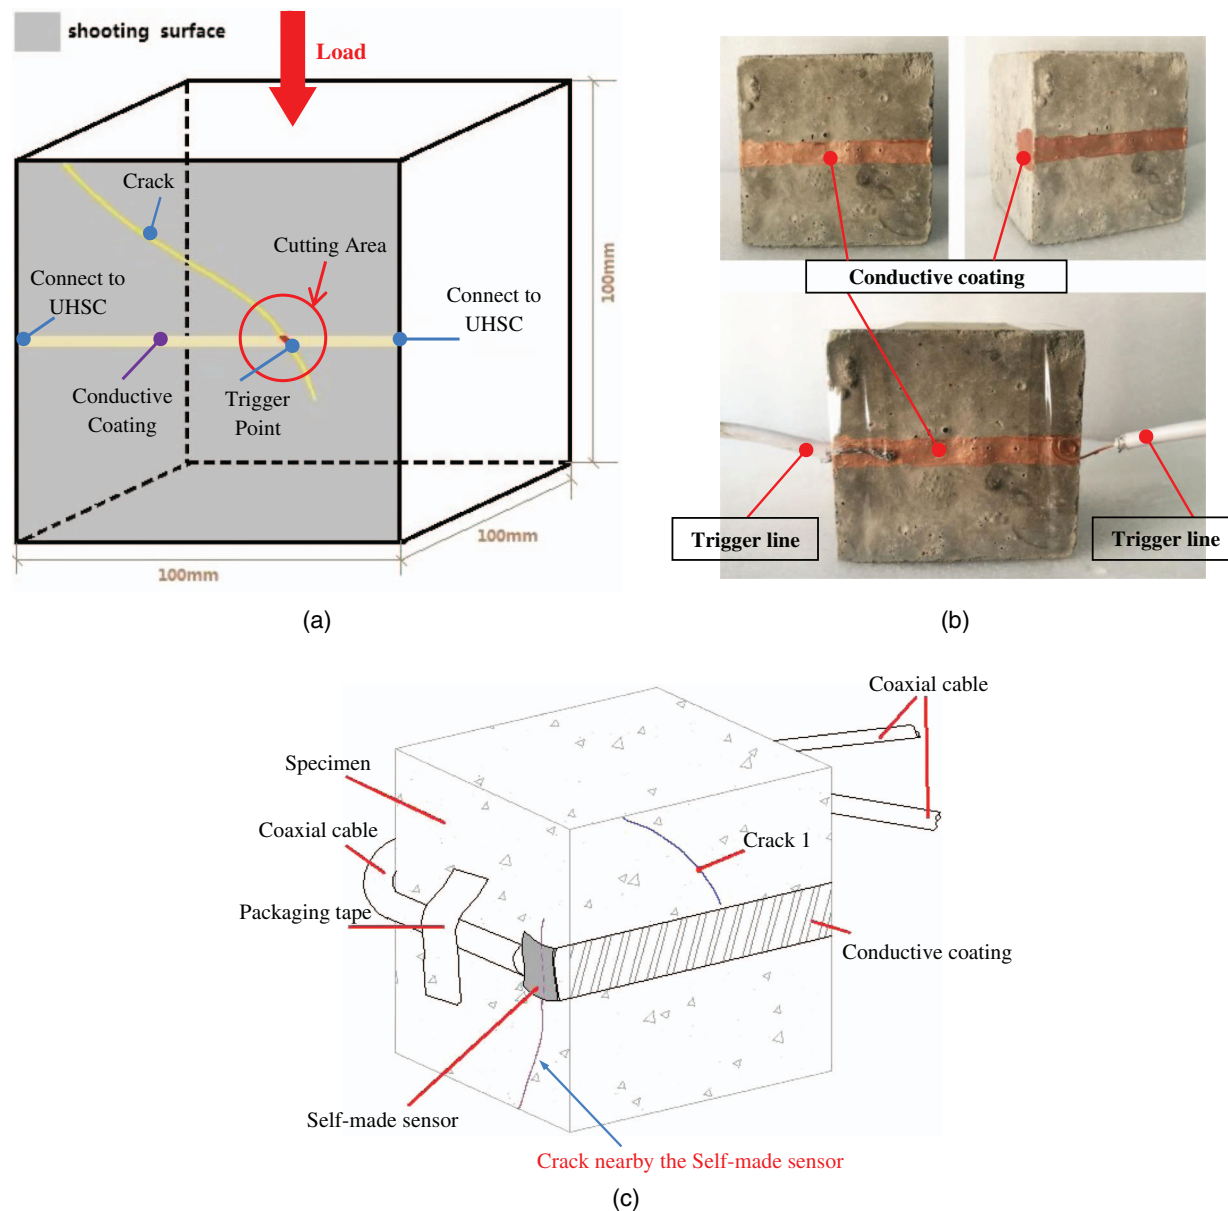 shooting surface
Load
Crack
Cutting Area
Connect to
UHSC
Connect to
UHSC
Conductive
Coating
Trigger
Point
100mm
100mm
100mm
(a)
Conductive coating
Trigger line
Trigger line
(b)
Coaxial cable
Specimen
Coaxial cable
Crack 1
Packaging tape
Conductive
coating
Self-made sensor
Crack nearby the Self-made sensor
(c)